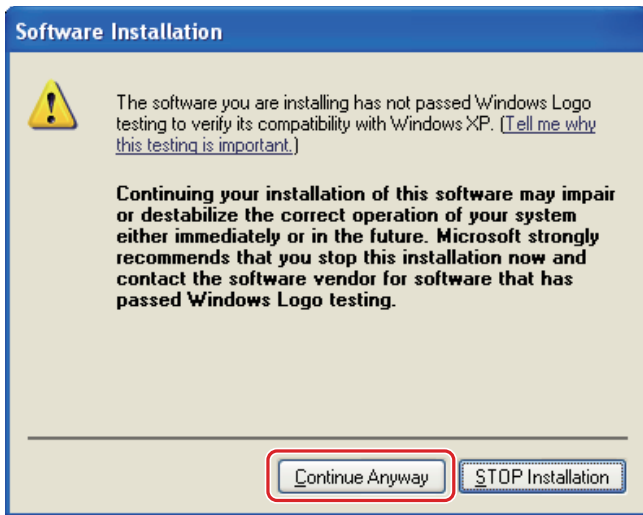 Software Installation
The software you are installing has not passed Windows Logo
testing to verify its compatibility with Windows XP. (Tell me why
this testing is important.)
Continuing your installation of this software may impair
or destabilize the correct operation of your system
either immediately or in the future. Microsoft strongly
recommends that you stop this installation now and
contact the software vendor for software that has
passed Windows Logo testing.
Continue Anyway STOP Installation